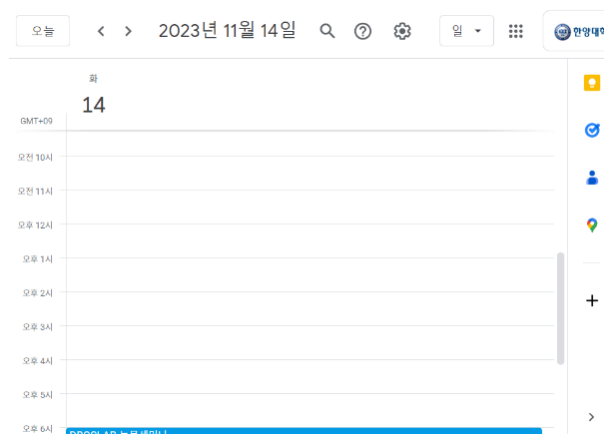 오늘
2023년 11월 14일
일
한양대
화
14
GMT+09
오전 10시
오전 11시
오후 12시
오후 1시
오후 2시
오후 3시
오후 4시
오후 5시
오후 6시